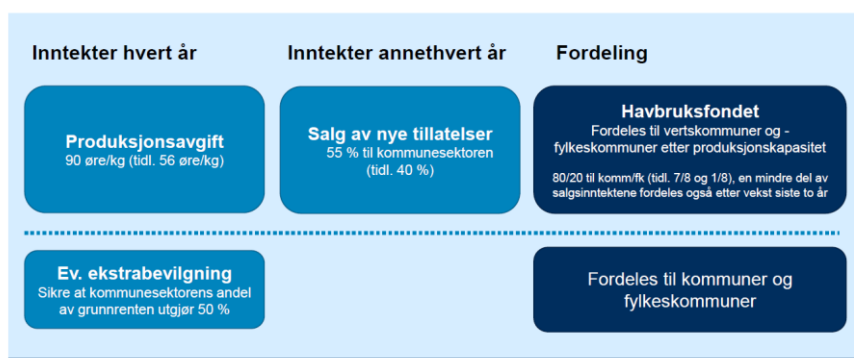 Inntekter hvert år
Inntekter annethvert år
Fordeling
Produksjonsavgift
90 øre/kg (tidl. 56 øre/kg)
Salg av nye tillatelser
55 % til kommunesektoren
(tidl. 40 %)
Havbruksfondet
Fordeles til vertskommuner og -
fylkeskommuner etter produksjonskapasitet
80/20 til komm/fk (tidl. 7/8 og 1/8), en mindre del av
salgsinntektene fordeles også etter vekst siste to år
Ev. ekstrabevilgning
Sikre at kommunesektorens andel
av grunnrenten utgjør 50 %
Fordeles til kommuner og
fylkeskommuner